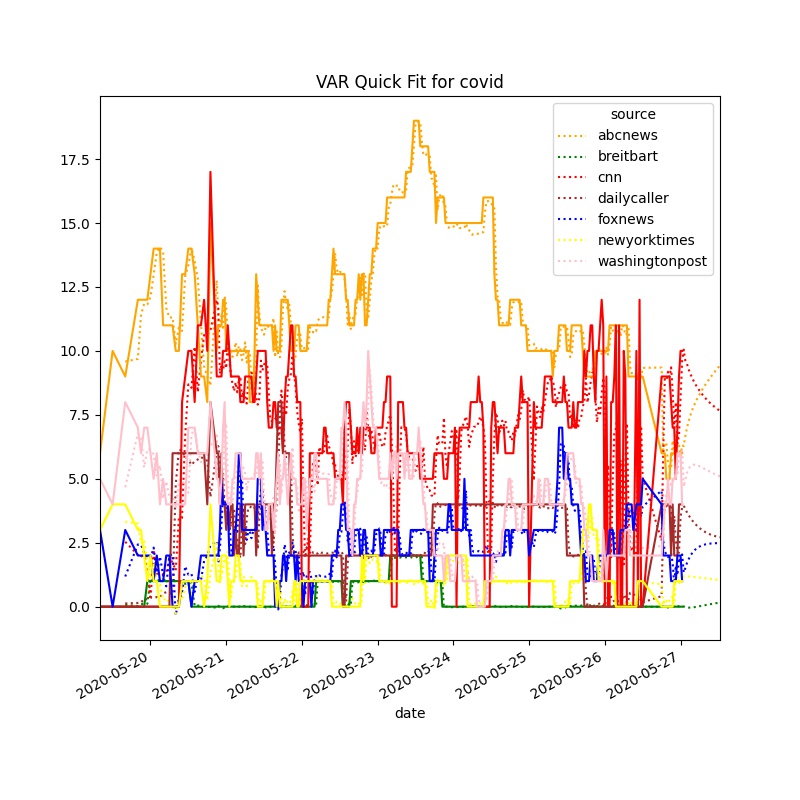 VAR Quick Fit for covid
source
abcnews
breitbart
cnn
dailycaller
foxnews
newyorktimes
washingtonpost
17.5
15.0
12.5
10.0
7.5
5.0
2.5
0.0
2020-05-20
2020-05-21
2020-05-22
2020-05-23
2020-05-24
2020-05-25
2020-05-26
2020-05-27
date